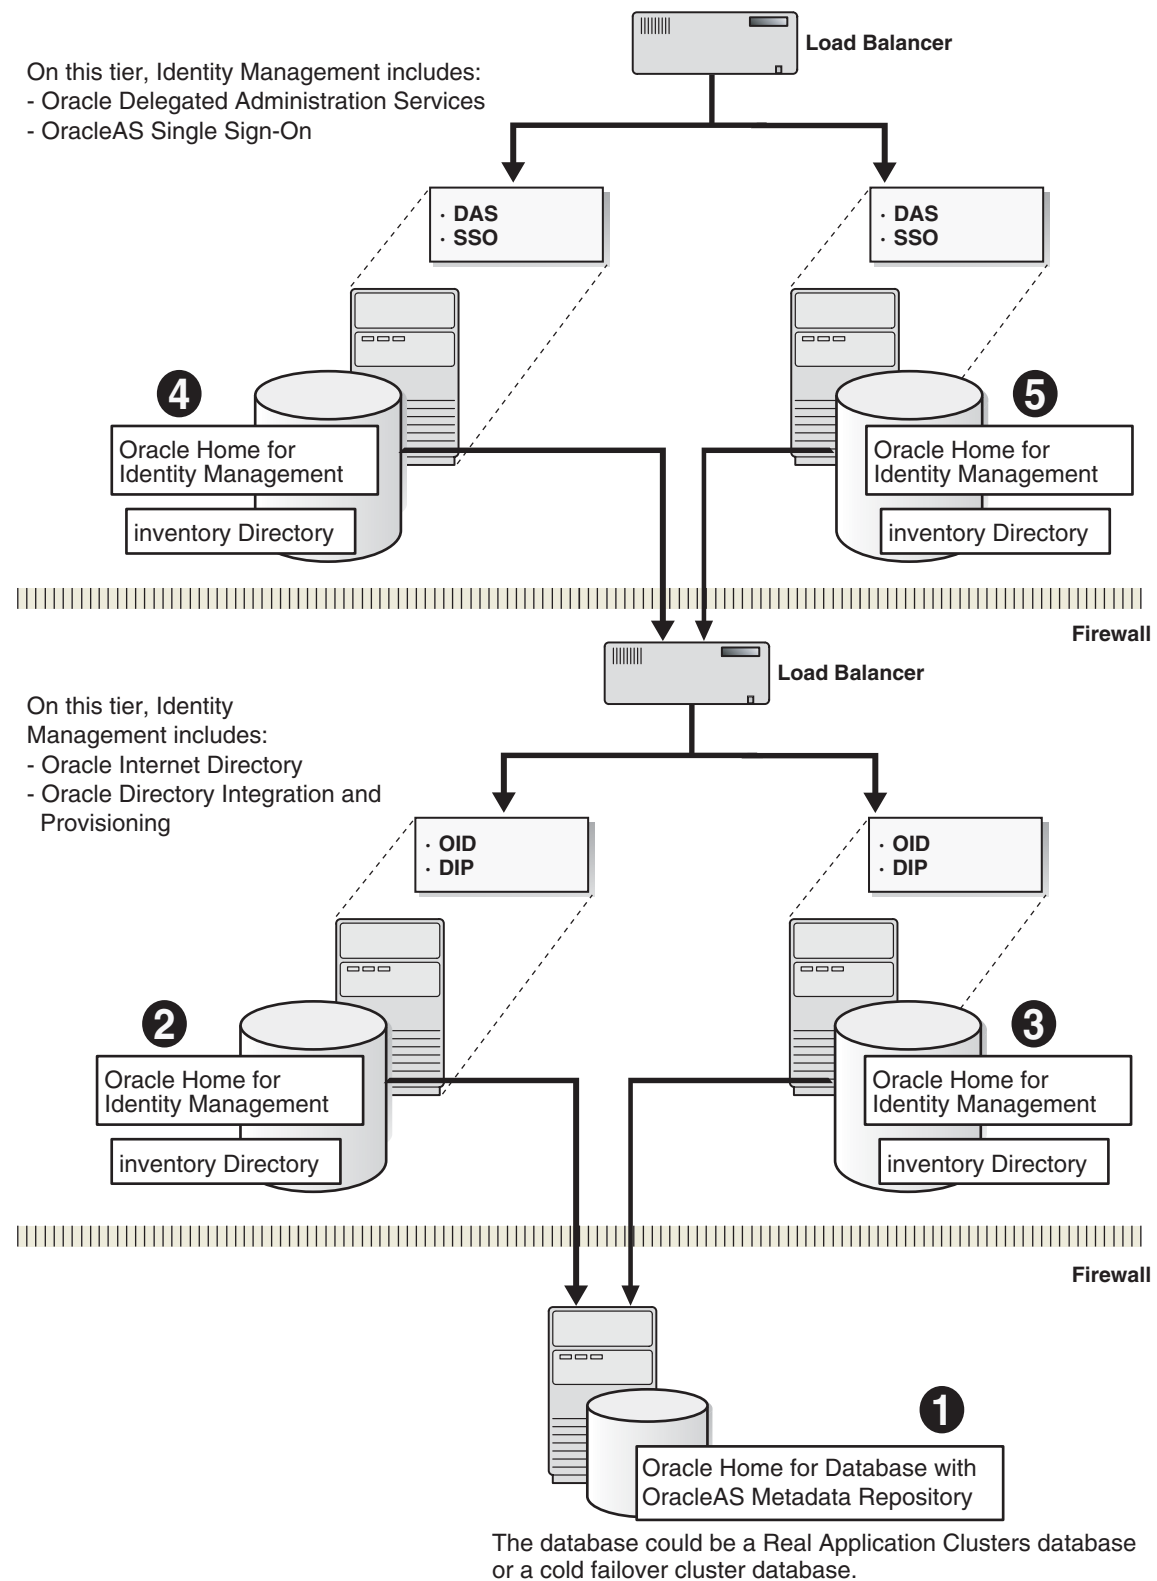 Load Balancer
On this tier, Identity Management includes:
- Oracle Delegated Administration Services
- OracleAS Single Sign-On
· DAS
· SSO
· DAS
· SSO
4
Oracle Home for
Identity Management
inventory Directory
5
Oracle Home for
Identity Management
inventory Directory
Firewall
Load Balancer
On this tier, Identity
Management includes:
- Oracle Internet Directory
- Oracle Directory Integration and
Provisioning
· OID
· DIP
· OID
· DIP
2
Oracle Home for
Identity Management
inventory Directory
3
Oracle Home for
Identity Management
inventory Directory
Firewall
1
Oracle Home for Database with
OracleAS Metadata Repository
The database could be a Real Application Clusters database
or a cold failover cluster database.